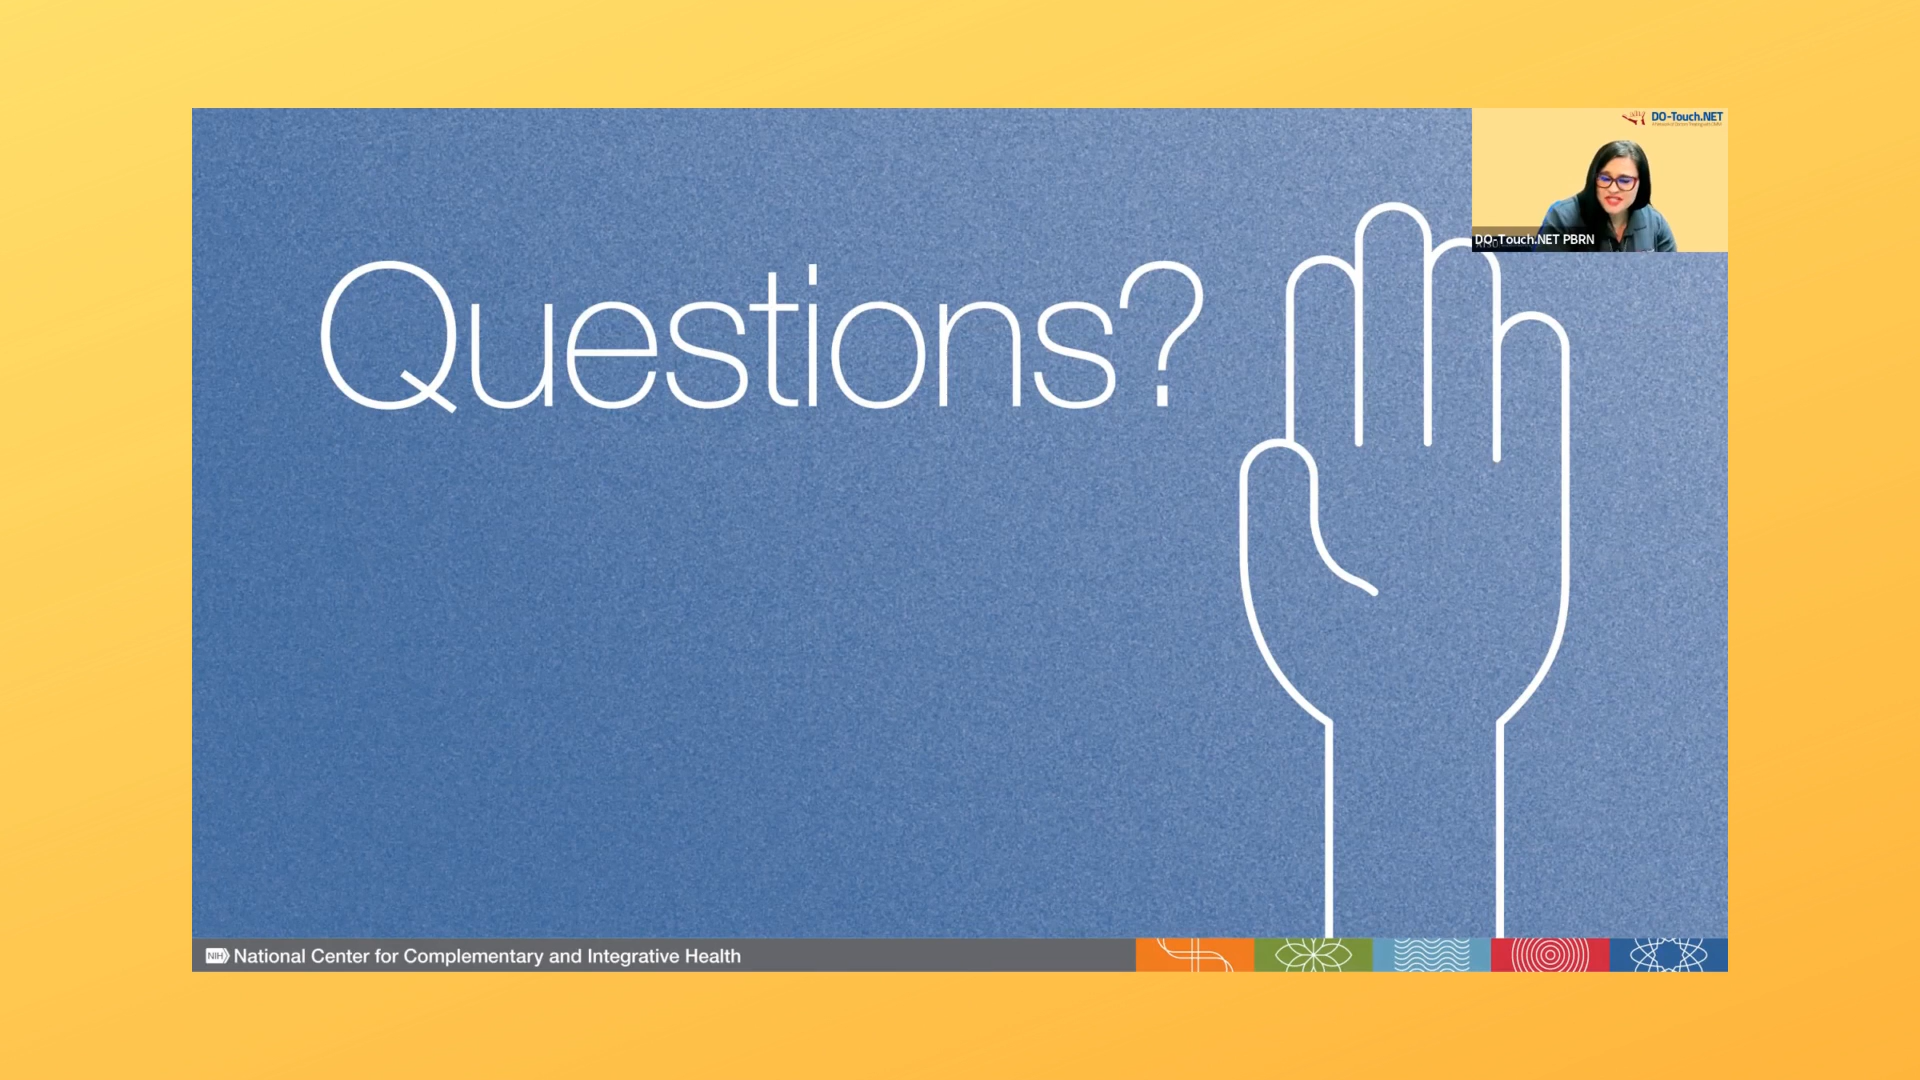 DO-Touch.NET
Questions?
DO-Touch.NET PBRN
NIH
National Center for Complementary and Integrative Health